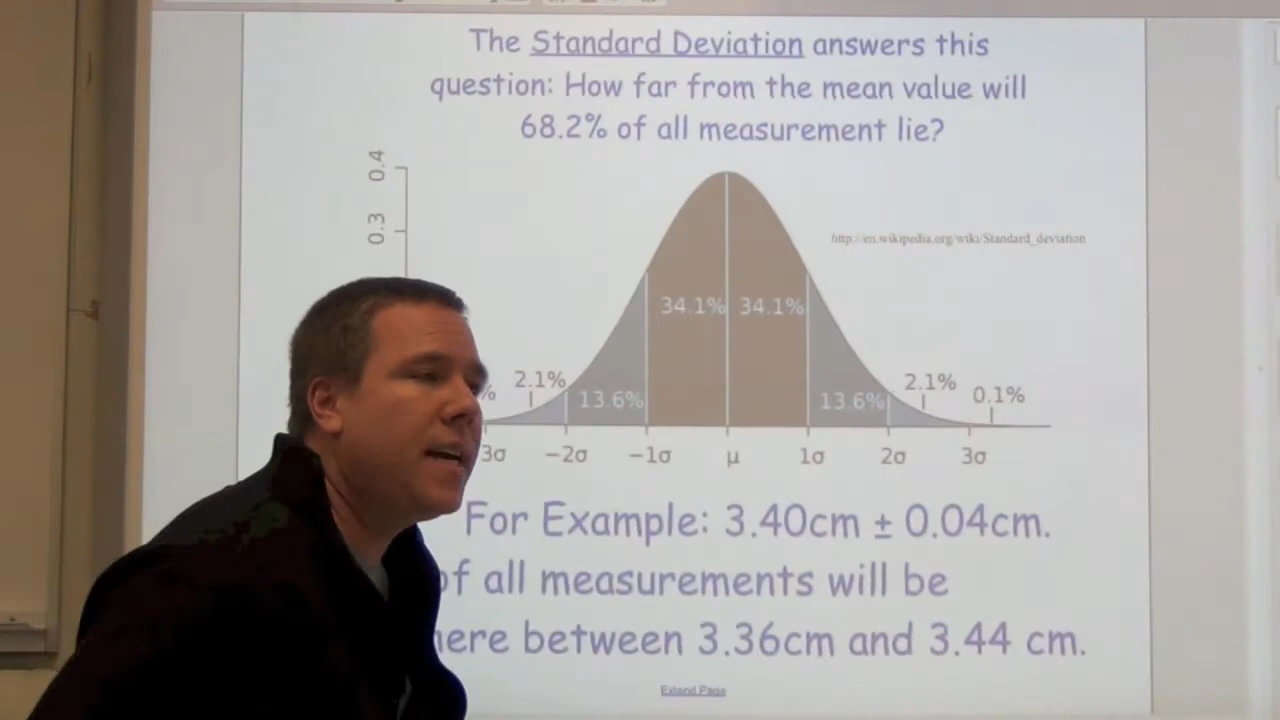 The Standard Deviation answers this
question: How far from the mean value will
68.2% of all measurement lie?
0.4
0.3
http://en.wikipedia.org/wiki/Standard_deviation
34.1% 34.1%
% 2.1% 13.6% 13.6% 2.1% 0.1%
3σ −2σ −1σ μ 1σ 2σ 3σ
For Example: 3.40cm ± 0.04cm.
of all measurements will be
here between 3.36cm and 3.44 cm.
Extend Page